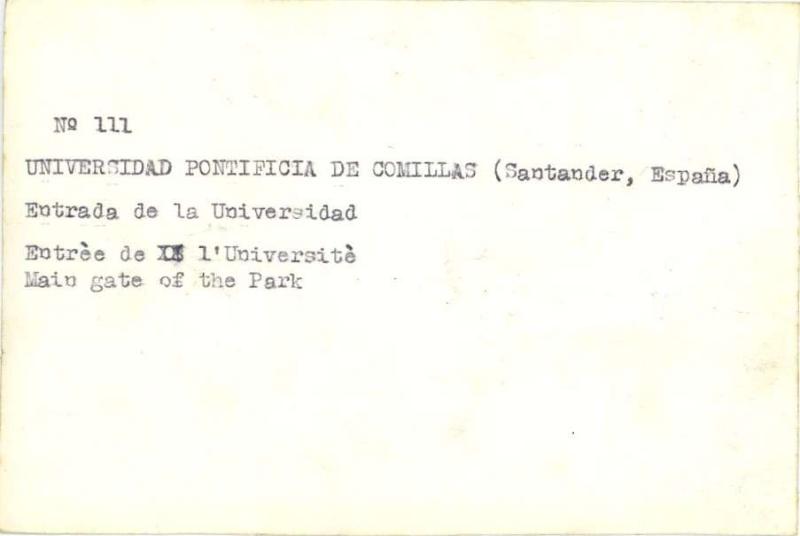 Nº 111
UNIVERSIDAD PONTIFICIA DE COMILLAS (Santander, España)
Entrada de la Universidad
Entrèe de l'Universitè
Main gate of the Park